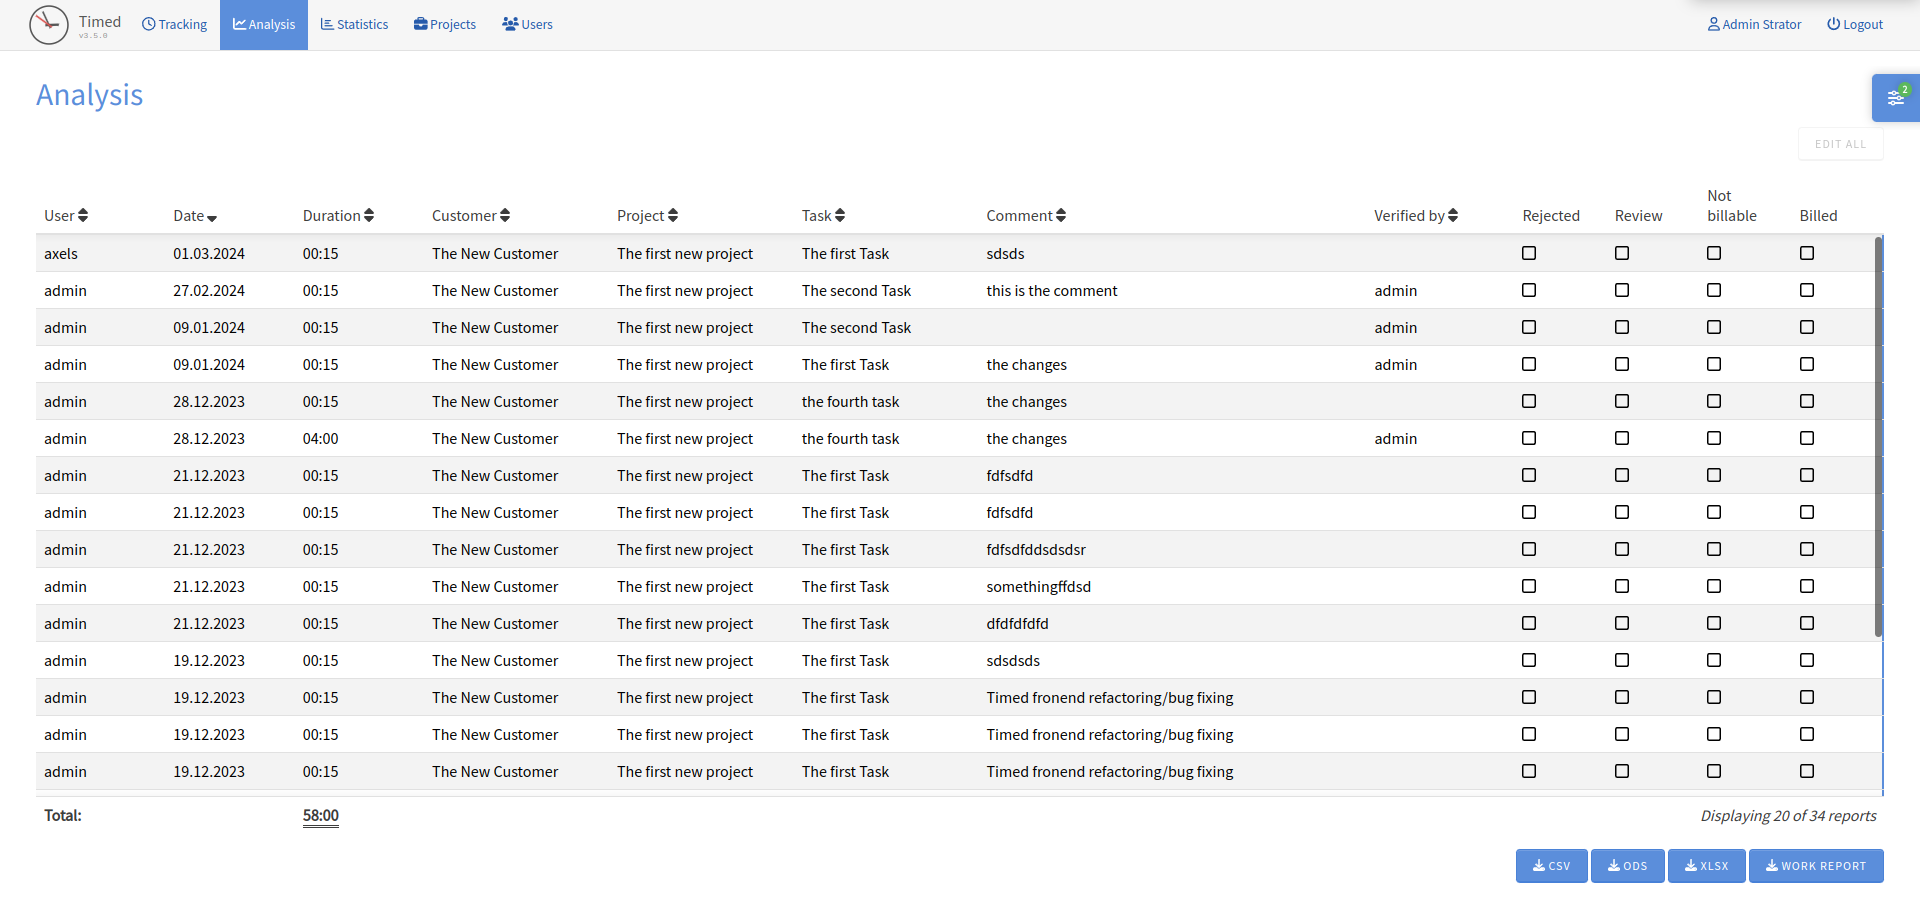 Timed
v3.5.0
Tracking
Analysis
Statistics
Projects
Users
Admin Strator
Logout
Analysis
2
EDIT ALL
User Date Duration Customer Project Task Comment Verified by Rejected Review Not billable Billed
axels 01.03.2024 00:15 The New Customer The first new project The first Task sdsds
admin 27.02.2024 00:15 The New Customer The first new project The second Task this is the comment admin
admin 09.01.2024 00:15 The New Customer The first new project The second Task admin
admin 09.01.2024 00:15 The New Customer The first new project The first Task the changes admin
admin 28.12.2023 00:15 The New Customer The first new project the fourth task the changes
admin 28.12.2023 04:00 The New Customer The first new project the fourth task the changes admin
admin 21.12.2023 00:15 The New Customer The first new project The first Task fdfsdfd
admin 21.12.2023 00:15 The New Customer The first new project The first Task fdfsdfd
admin 21.12.2023 00:15 The New Customer The first new project The first Task fdfsdfddsdsdsr
admin 21.12.2023 00:15 The New Customer The first new project The first Task somethingffdsd
admin 21.12.2023 00:15 The New Customer The first new project The first Task dfdfdfdfd
admin 19.12.2023 00:15 The New Customer The first new project The first Task sdsdsds
admin 19.12.2023 00:15 The New Customer The first new project The first Task Timed fronend refactoring/bug fixing
admin 19.12.2023 00:15 The New Customer The first new project The first Task Timed fronend refactoring/bug fixing
admin 19.12.2023 00:15 The New Customer The first new project The first Task Timed fronend refactoring/bug fixing
Total: 58:00 Displaying 20 of 34 reports
CSV
ODS
XLSX
WORK REPORT